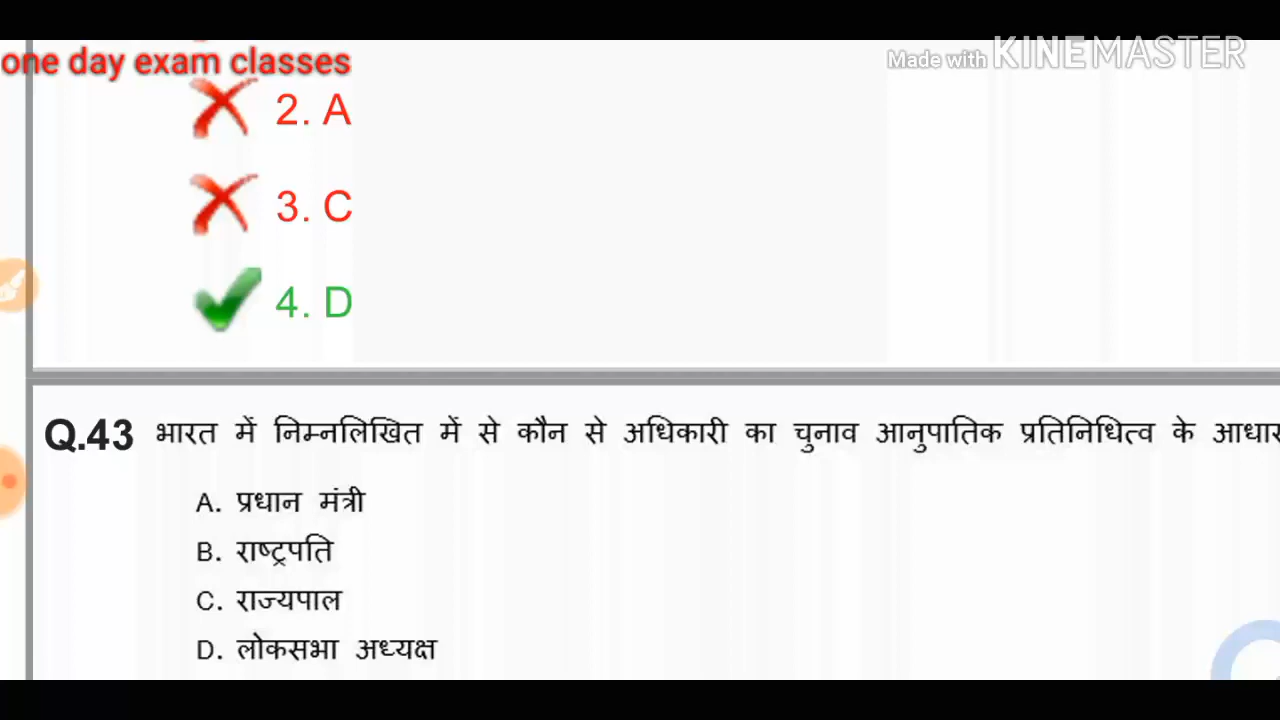 one day exam classes
Made with KINEMASTER
2. A
3. C
4. D
Q.43 भारत में निम्नलिखित में से कौन से अधिकारी का चुनाव आनुपातिक प्रतिनिधित्व के
A. प्रधान मंत्री
B. राष्ट्रपति
C. राज्यपाल
D. लोकसभा अध्यक्ष